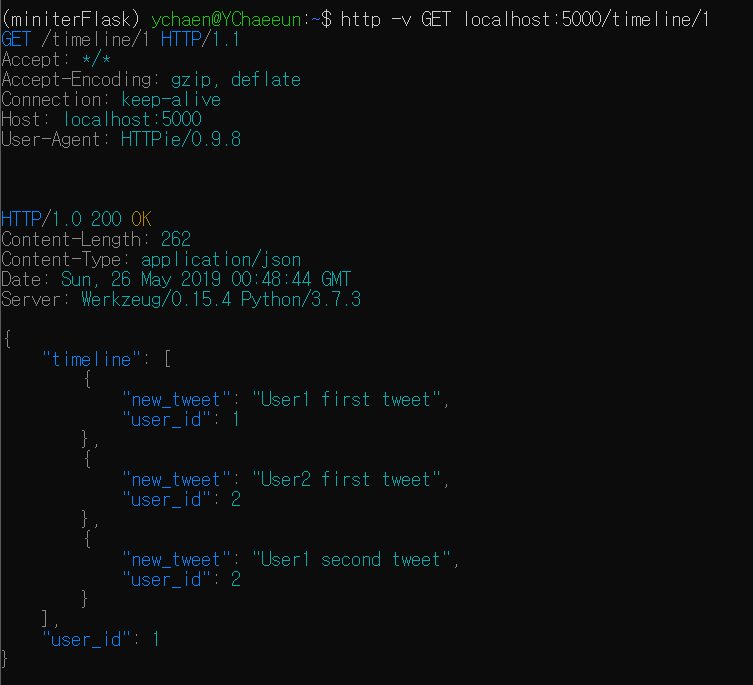 (miniterFlask) ychaen@YChaeeun:~$ http -v GET localhost:5000/timeline/1
GET /timeline/1 HTTP/1.1
Accept: */*
Accept-Encoding: gzip, deflate
Connection: keep-alive
Host: localhost:5000
User-Agent: HTTPie/0.9.8
HTTP/1.0 200 OK
Content-Length: 262
Content-Type: application/json
Date: Sun, 26 May 2019 00:48:44 GMT
Server: Werkzeug/0.15.4 Python/3.7.3
{
    "timeline": [
        {
            "new_tweet": "User1 first tweet",
            "user_id": 1
        },
        {
            "new_tweet": "User2 first tweet",
            "user_id": 2
        },
        {
            "new_tweet": "User1 second tweet",
            "user_id": 2
        }
    ],
    "user_id": 1
}